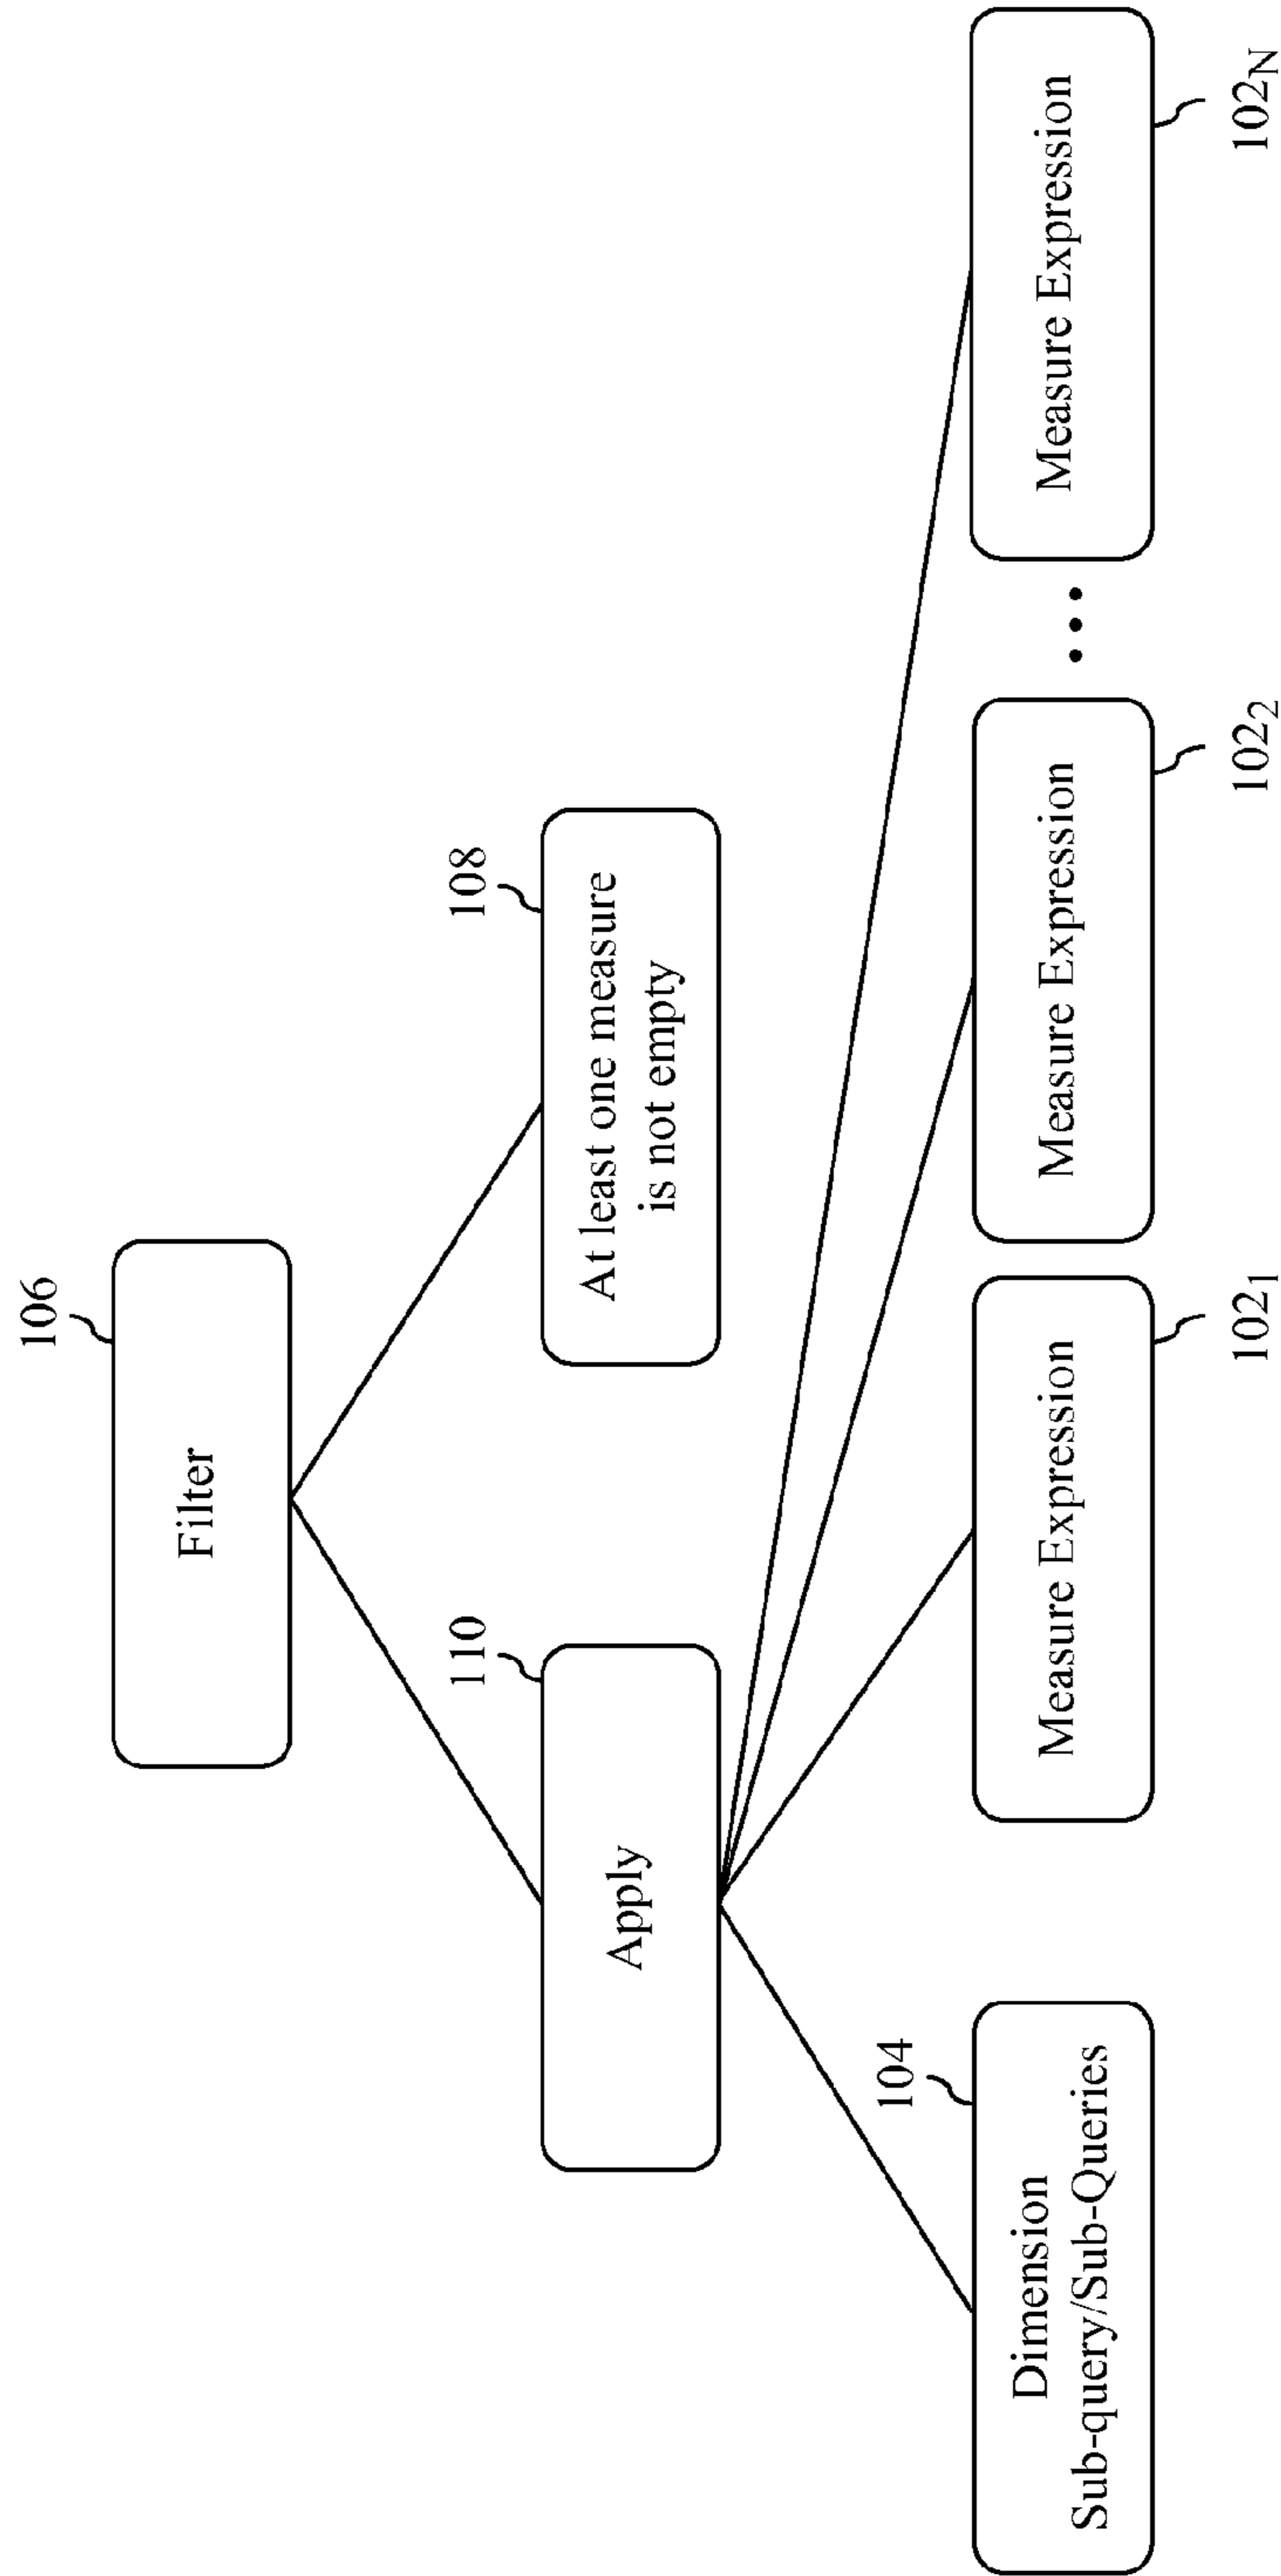 106
Filter
110
108
Apply
At least one measure
is not empty
104
Dimension
Sub-query/Sub-Queries
Measure Expression
Measure Expression
• • •
Measure Expression
102₁
102₂
102_N